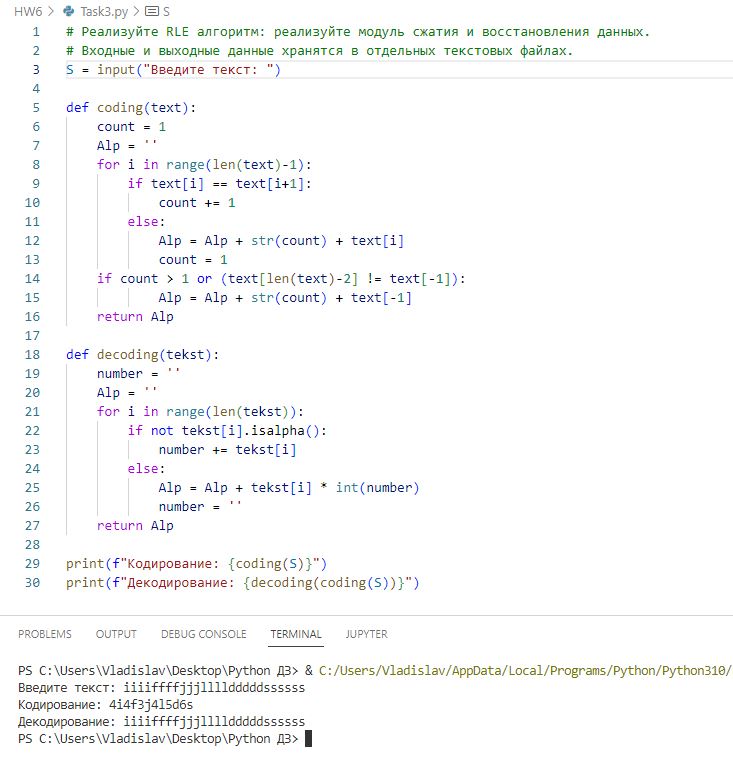 HW6 > Task3.py > S
1 # Реализуйте RLE алгоритм: реализуйте модуль сжатия и восстановления данных.
2 # Входные и выходные данные хранятся в отдельных текстовых файлах.
3 S = input("Введите текст: ")
4
5 def coding(text):
6     count = 1
7     Alp = ''
8     for i in range(len(text)-1):
9         if text[i] == text[i+1]:
10             count += 1
11         else:
12             Alp = Alp + str(count) + text[i]
13             count = 1
14     if count > 1 or (text[len(text)-2] != text[-1]):
15             Alp = Alp + str(count) + text[-1]
16     return Alp
17
18 def decoding(tekst):
19     number = ''
20     Alp = ''
21     for i in range(len(tekst)):
22         if not tekst[i].isalpha():
23             number += tekst[i]
24         else:
25             Alp = Alp + tekst[i] * int(number)
26             number = ''
27     return Alp
28
29 print(f"Кодирование: {coding(S)}")
30 print(f"Декодирование: {decoding(coding(S))}")
PROBLEMS OUTPUT DEBUG CONSOLE TERMINAL JUPYTER
PS C:\Users\Vladislav\Desktop\Python ДЗ> & C:/Users/Vladislav/AppData/Local/Programs/Python/Python310/
Введите текст: iiiiffffjjjlllldddddssssss
Кодирование: 4i4f3j4l5d6s
Декодирование: iiiiffffjjjlllldddddssssss
PS C:\Users\Vladislav\Desktop\Python ДЗ>